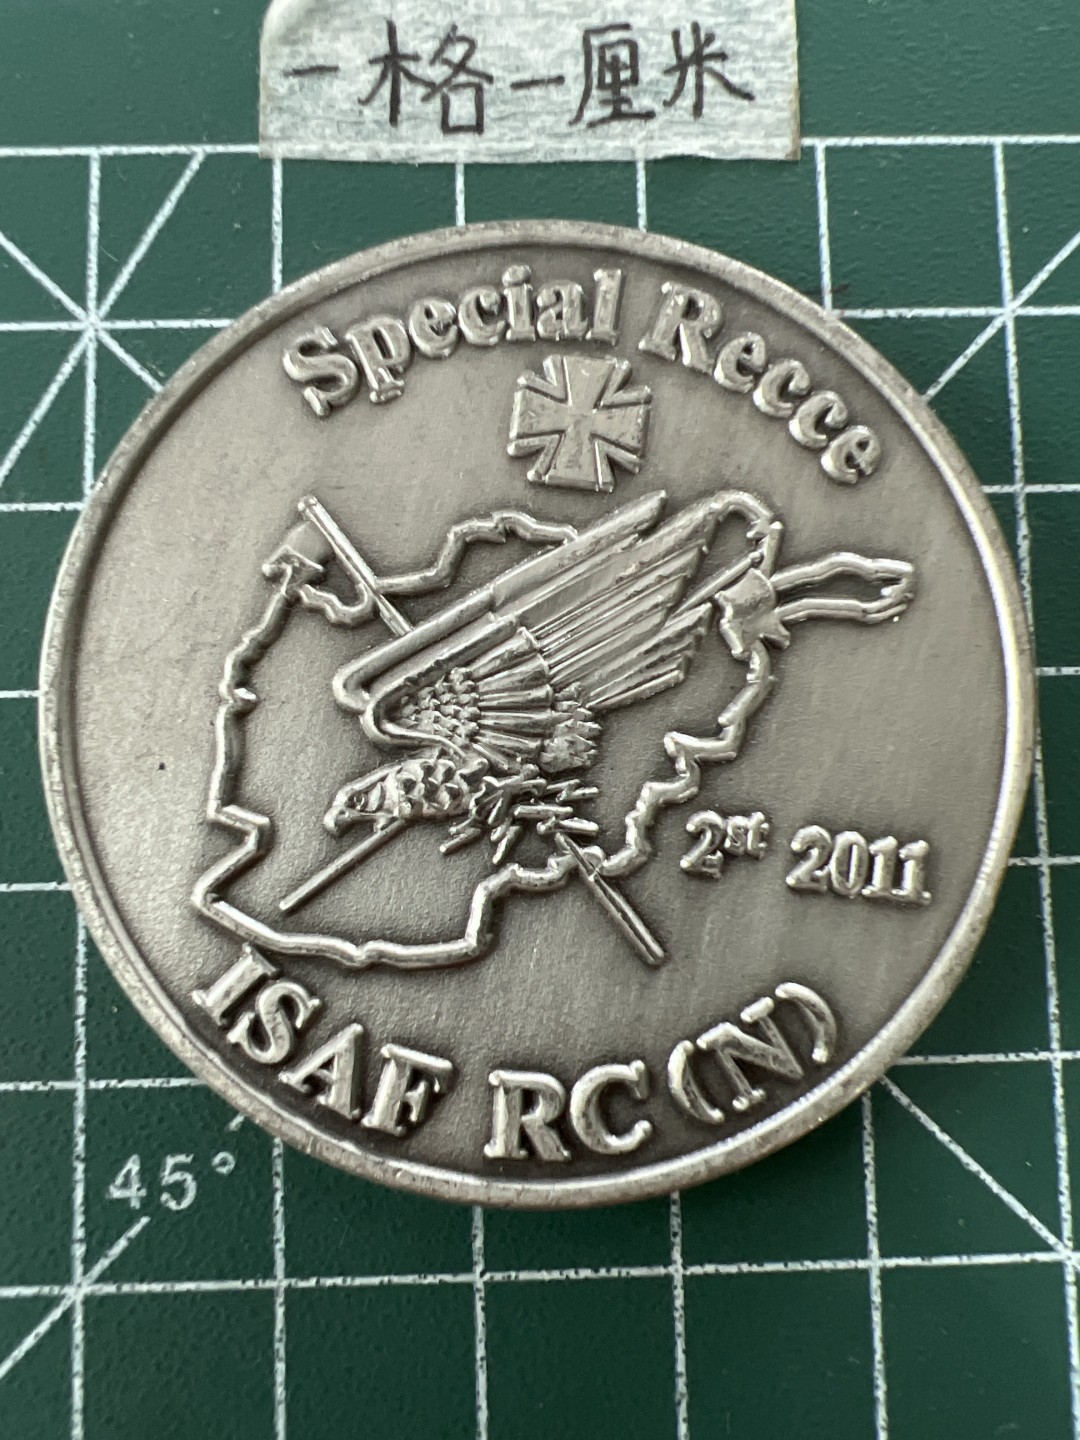 一格一厘米
Special Recce
2st 2011
ISAF RC (N)
45°